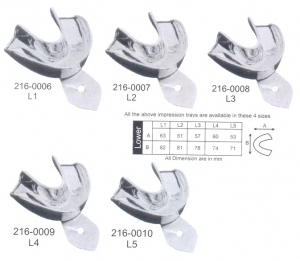 216-0006
L1
216-0007
L2
216-0008
L3
All the above impression trays are available in these 4 sizes
Lower
L1 L2 L3 L4 L5
A 63 61 57 60 53
B 82 81 78 74 71
All Dimension are in mm
A
B
216-0009
L4
216-0010
L5